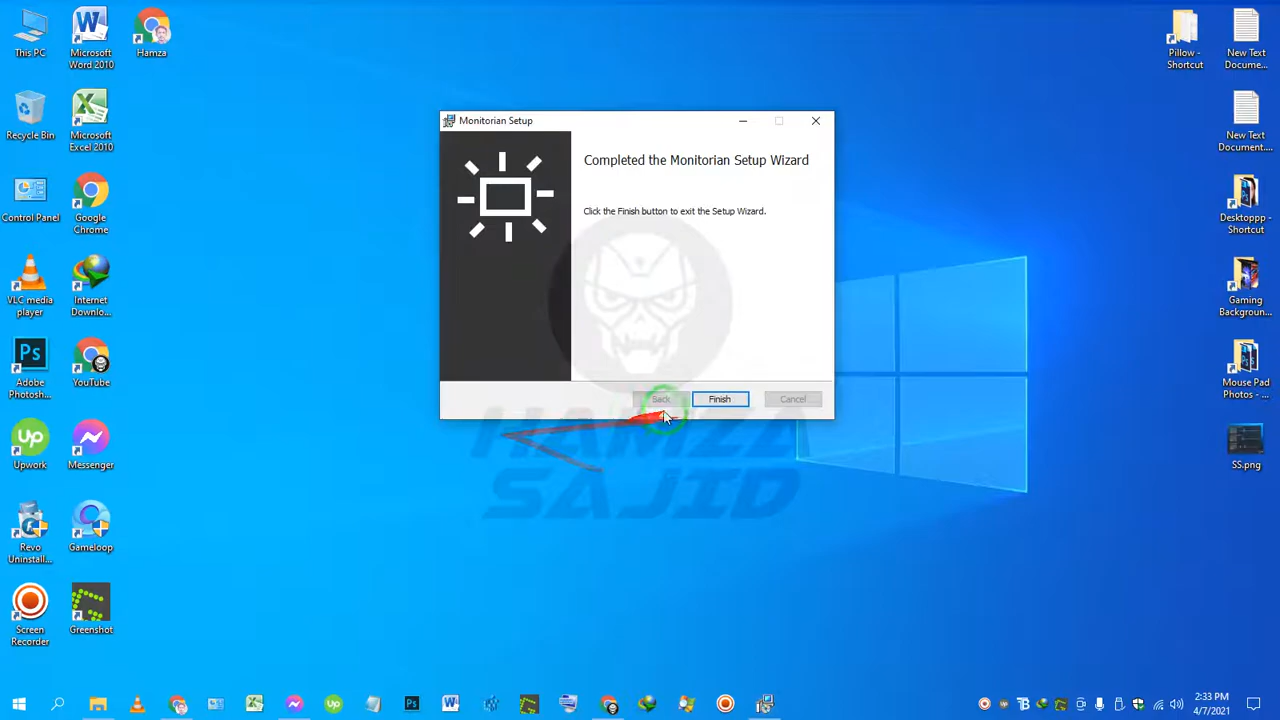 This PC
Microsoft
Word 2010
Hamza
Pillow -
Shortcut
New Text
Docume...
Monitorian Setup
Completed the Monitorian Setup Wizard
Click the Finish button to exit the Setup Wizard.
Back
Finish
Cancel
Recycle Bin
Microsoft
Excel 2010
New Text
Document....
Control Panel
Google
Chrome
Desktoppp -
Shortcut
VLC media
player
Internet
Downlo...
Gaming
Backgroun...
Adobe
Photosh...
YouTube
Mouse Pad
Photos - ...
HAMZA
SAJID
Upwork
Messenger
SS.png
Revo
Uninstall...
Gameloop
Screen
Recorder
Greenshot
2:33 PM
4/7/2021